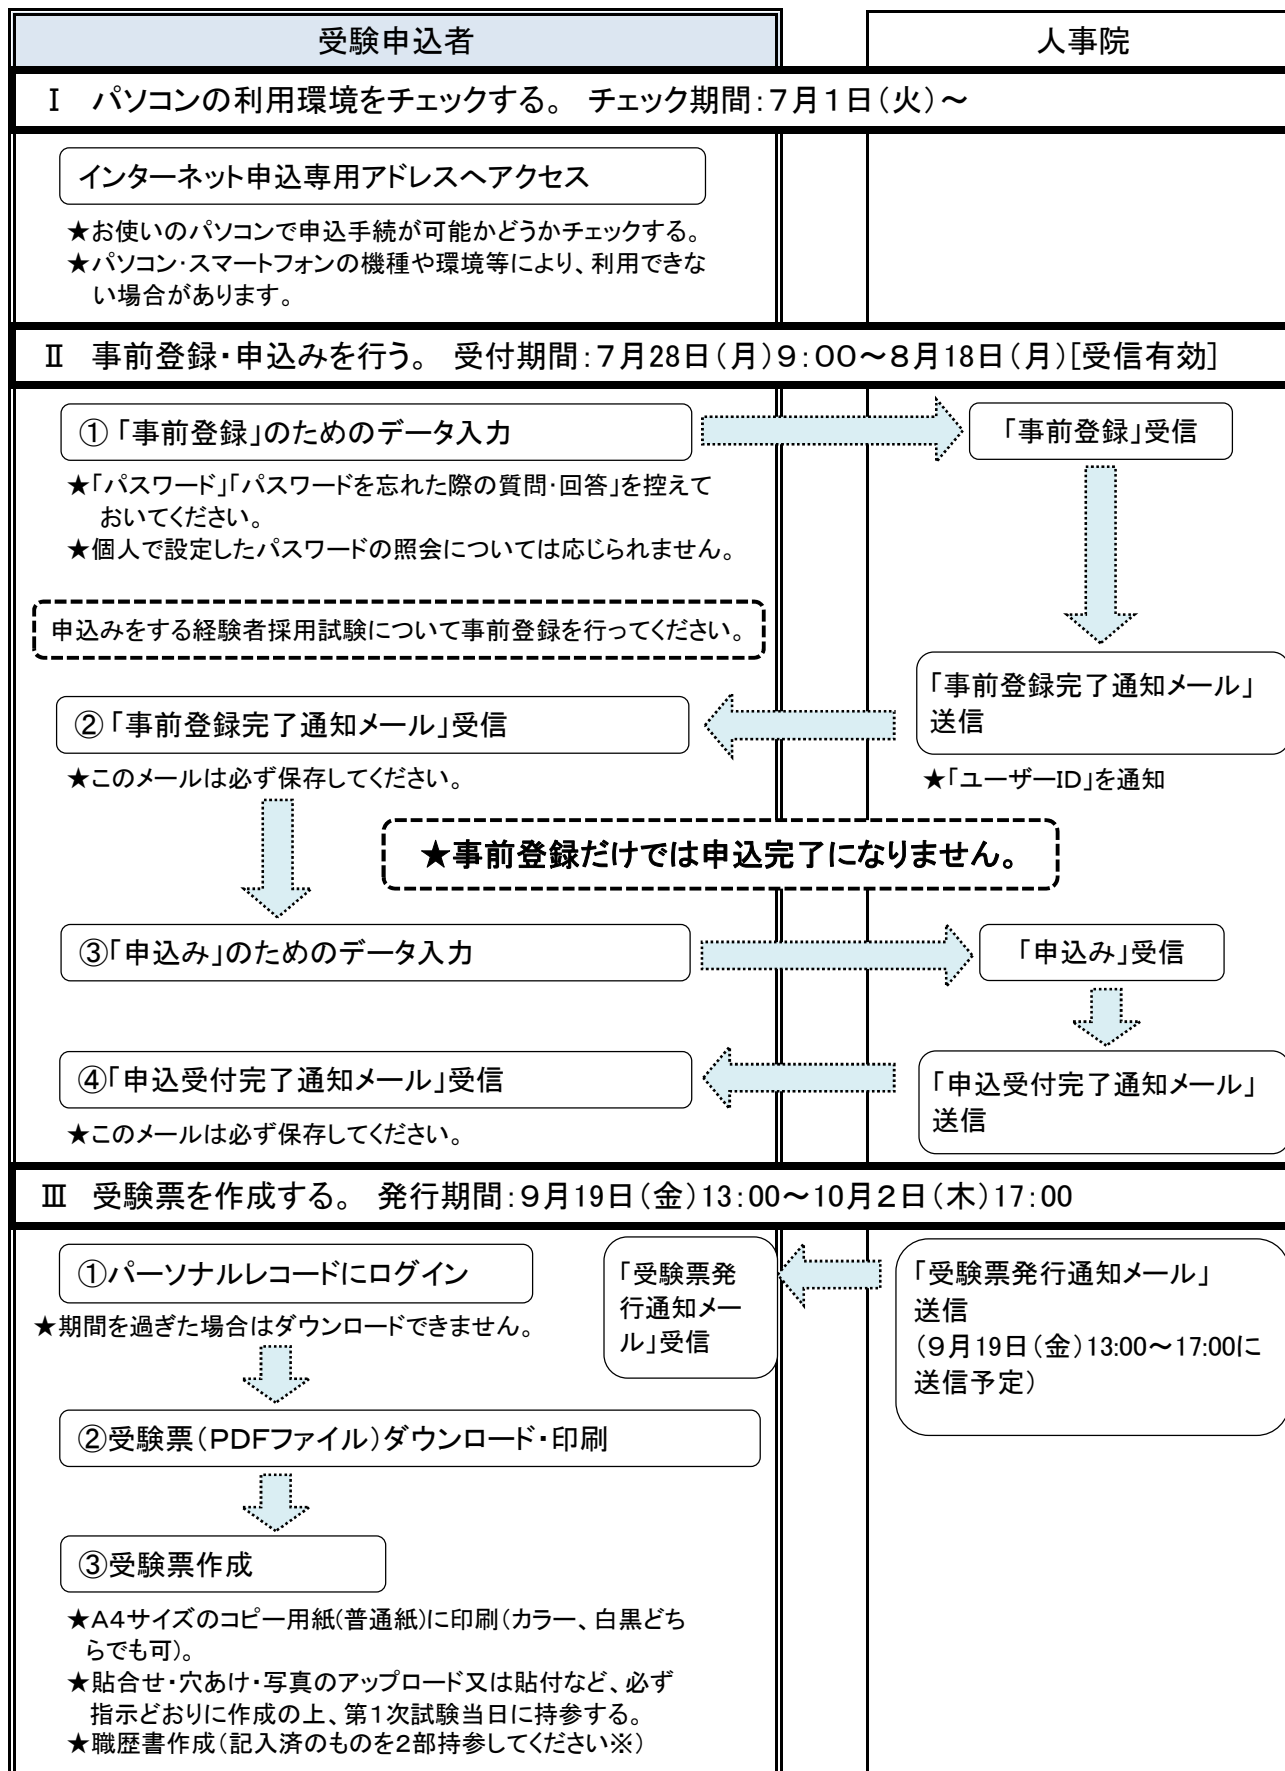 受験申込者
人事院
Ⅰ　パソコンの利用環境をチェックする。　チェック期間：７月１日（火）～
インターネット申込専用アドレスへアクセス
★お使いのパソコンで申込手続が可能かどうかチェックする。
★パソコン・スマートフォンの機種や環境等により、利用できな
い場合があります。
Ⅱ　事前登録・申込みを行う。　受付期間：７月28日（月）９：００～８月18日（月）[受信有効]
①「事前登録」のためのデータ入力
「事前登録」受信
★「パスワード」「パスワードを忘れた際の質問・回答」を控えて
おいてください。
★個人で設定したパスワードの照会については応じられません。
申込みをする経験者採用試験について事前登録を行ってください。
「事前登録完了通知メール」
送信
②「事前登録完了通知メール」受信
★このメールは必ず保存してください。
★「ユーザーID」を通知
★事前登録だけでは申込完了になりません。
③「申込み」のためのデータ入力
「申込み」受信
④「申込受付完了通知メール」受信
「申込受付完了通知メール」
送信
★このメールは必ず保存してください。
Ⅲ　受験票を作成する。　発行期間：９月19日（金）13：00～10月２日（木）17：00
①パーソナルレコードにログイン
★期間を過ぎた場合はダウンロードできません。
「受験票発
行通知メー
ル」受信
「受験票発行通知メール」
送信
（９月19日（金）13:00～17:00に
送信予定）
②受験票（PDFファイル）ダウンロード・印刷
③受験票作成
★A4サイズのコピー用紙(普通紙)に印刷（カラー、白黒どち
らでも可）。
★貼合せ・穴あけ・写真のアップロード又は貼付など、必ず
指示どおりに作成の上、第１次試験当日に持参する。
★職歴書作成（記入済のものを２部持参してください※）